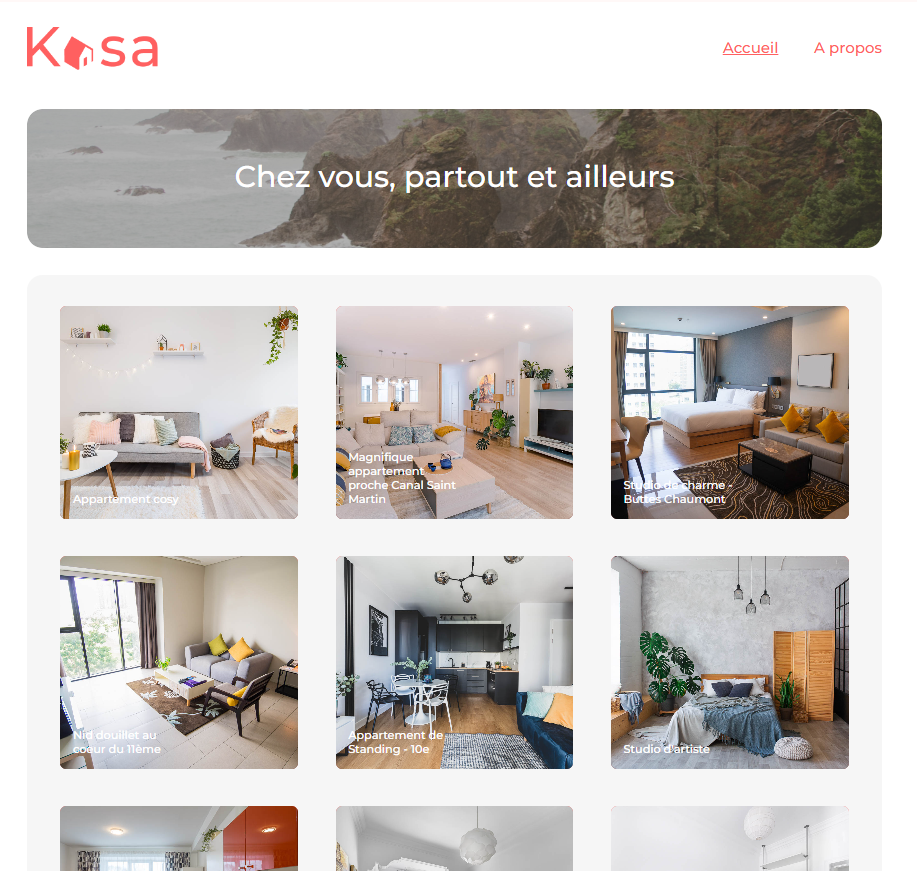 Kasa
Accueil
A propos
Chez vous, partout et ailleurs
Appartement cosy
Magnifique
appartement
proche Canal Saint
Martin
Studio de charme -
Buttes Chaumont
Nid douillet au
coeur du 11ème
Appartement de
Standing - 10e
Studio d'artiste